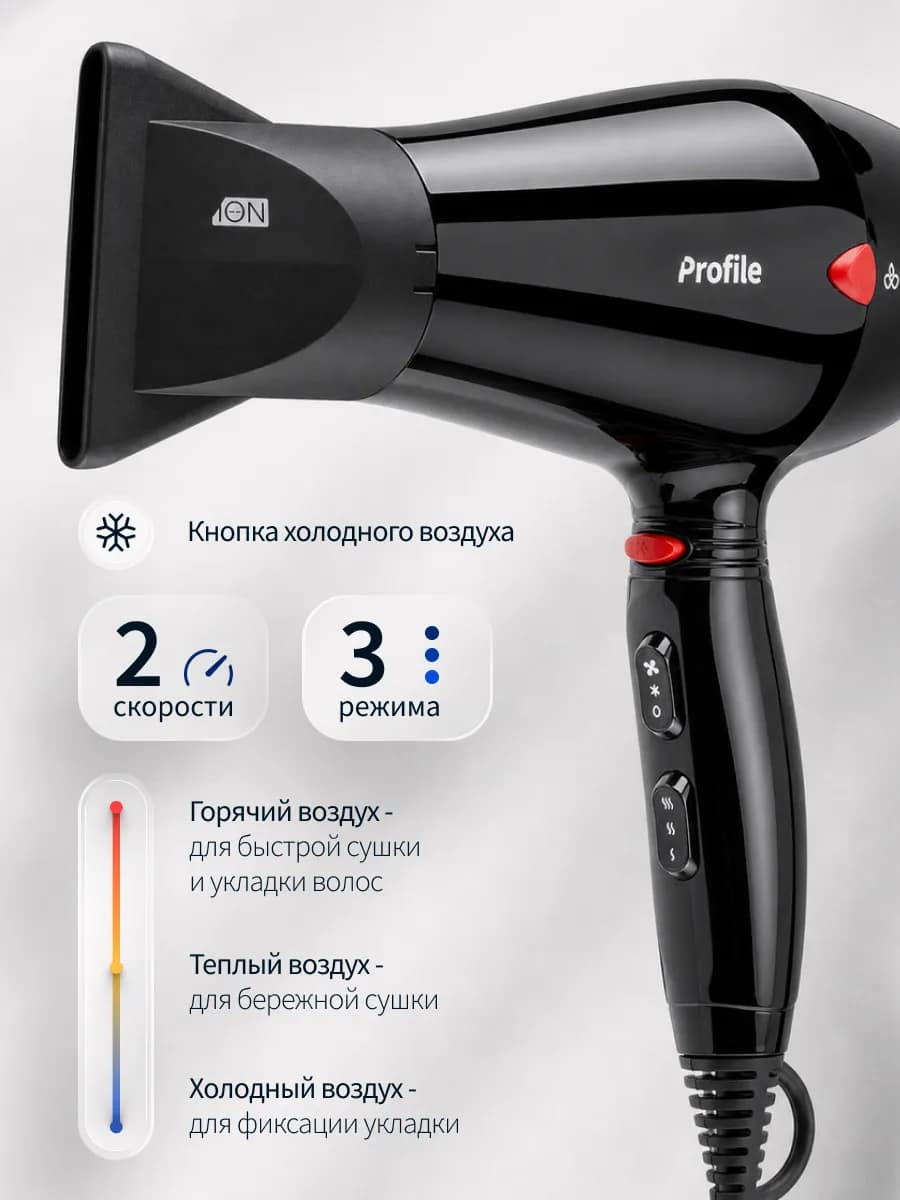 ION
Profile
Кнопка холодного воздуха
2
скорости
3
режима
Горячий воздух -
для быстрой сушки
и укладки волос
Теплый воздух -
для бережной сушки
Холодный воздух -
для фиксации укладки